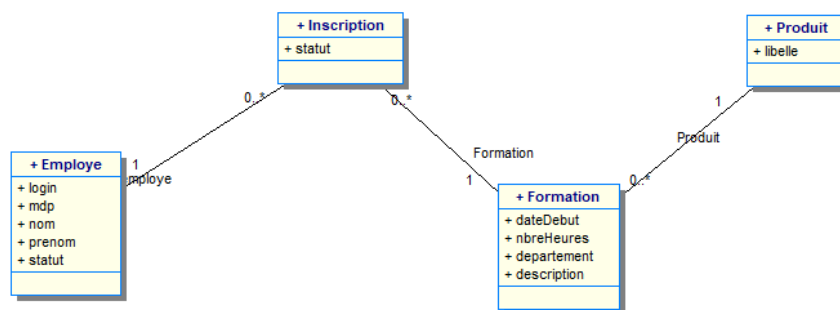 + Inscription
+ statut
+ Produit
+ libelle
0..*
0..*
1
Produit
Formation
+ Employe
1
mploye
+ login
+ mdp
+ nom
+ prenom
+ statut
1
0..*
+ Formation
+ dateDebut
+ nbreHeures
+ departement
+ description